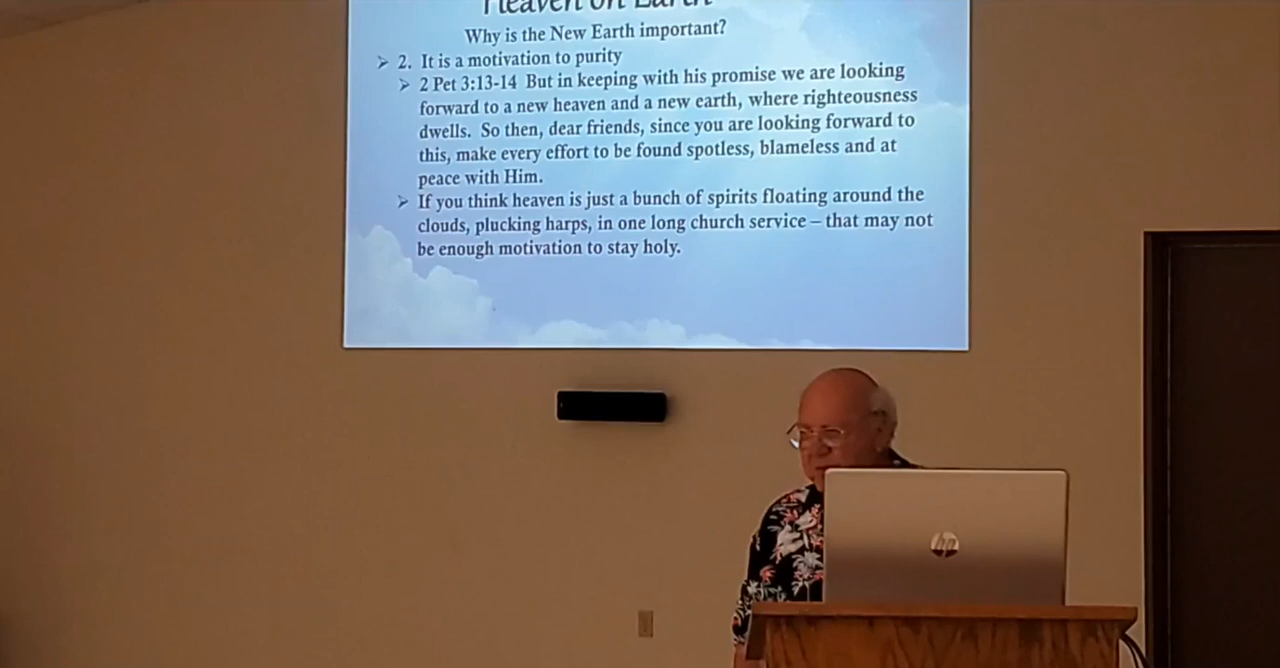 Heaven on Earth
Why is the New Earth important?
➢ 2. It is a motivation to purity
➢ 2 Pet 3:13-14 But in keeping with his promise we are looking
forward to a new heaven and a new earth, where righteousness
dwells. So then, dear friends, since you are looking forward to
this, make every effort to be found spotless, blameless and at
peace with Him.
➢ If you think heaven is just a bunch of spirits floating around the
clouds, plucking harps, in one long church service – that may not
be enough motivation to stay holy.
hp